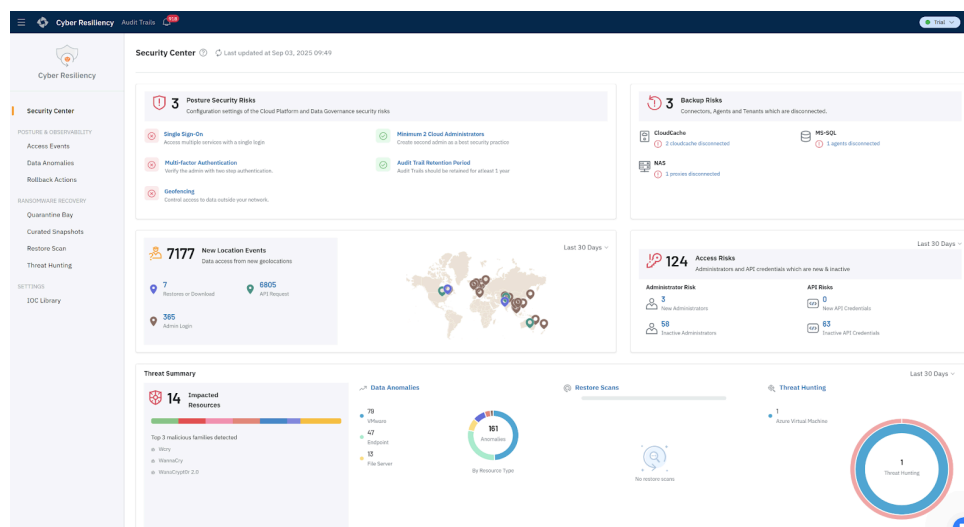 Cyber Resiliency Audit Trails
Trial
Cyber Resiliency
Security Center
POSTURE & OBSERVABILITY
Access Events
Data Anomalies
Rollback Actions
RANSOMWARE RECOVERY
Quarantine Bay
Curated Snapshots
Restore Scan
Threat Hunting
SETTINGS
IOC Library
Security Center
Last updated at Sep 03, 2025 09:49
3 Posture Security Risks
Configuration settings of the Cloud Platform and Data Governance security risks
Single Sign-On
Access multiple services with a single login
Minimum 2 Cloud Administrators
Create second admin as a best security practice
Multi-factor Authentication
Verify the admin with two step authentication.
Audit Trail Retention Period
Audit Trails should be retained for atleast 1 year
Geofencing
Control access to data outside your network.
3 Backup Risks
Connectors, Agents and Tenants which are disconnected.
CloudCache
2 cloudcache disconnected
MS-SQL
1 agents disconnected
NAS
1 proxies disconnected
7177 New Location Events
Data access from new geolocations
Last 30 Days
7
Restores or Download
6805
API Request
385
Admin Login
Last 30 Days
124 Access Risks
Administrators and API credentials which are new & inactive
Administrator Risk
3
New Administrators
58
Inactive Administrators
API Risks
0
New API Credentials
63
Inactive API Credentials
Threat Summary
Last 30 Days
14 Impacted
Resources
Top 3 malicious families detected
Wcry
WannaCry
WanaCrypt0r 2.0
Data Anomalies
79
VMware
47
Endpoint
13
File Server
161
Anomalies
By Resource Type
Restore Scans
No restore scans
Threat Hunting
1
Azure Virtual Machine
1
Threat Hunting